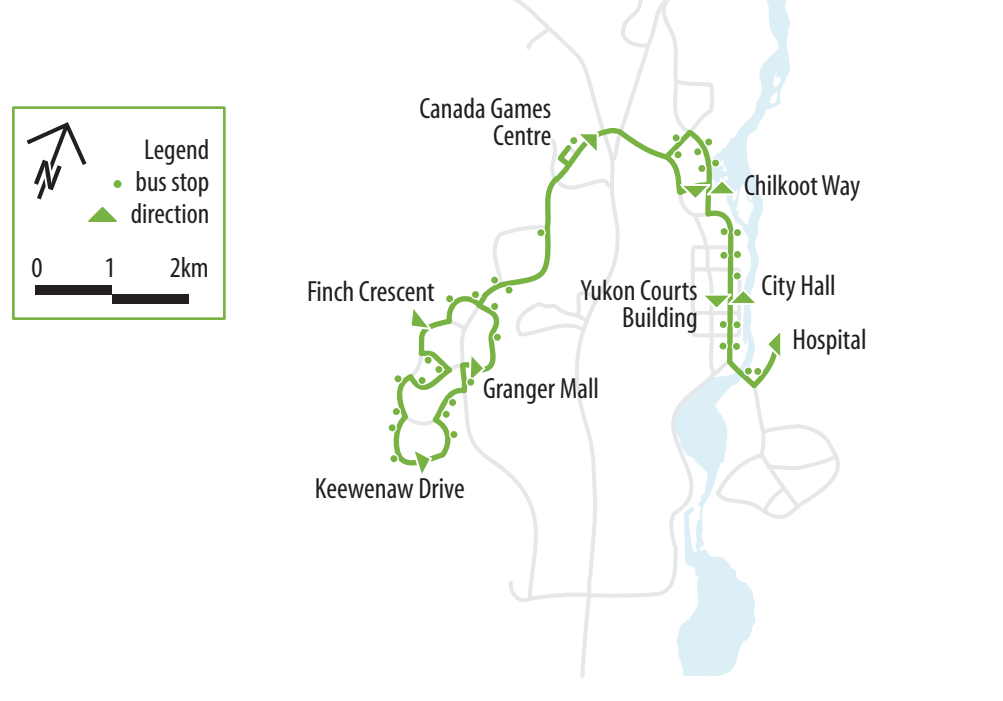 Canada Games
Centre
N
Legend
bus stop
direction
0 1 2km
Chilkoot Way
Finch Crescent
Yukon Courts
Building
City Hall
Hospital
Granger Mall
Keewenaw Drive